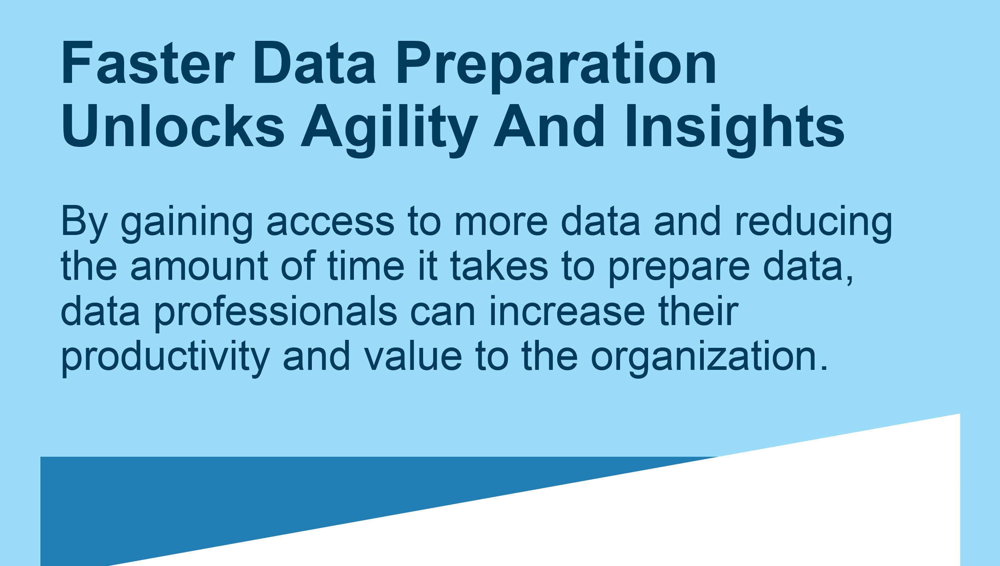 Faster Data Preparation
Unlocks Agility And Insights
By gaining access to more data and reducing
the amount of time it takes to prepare data,
data professionals can increase their
productivity and value to the organization.